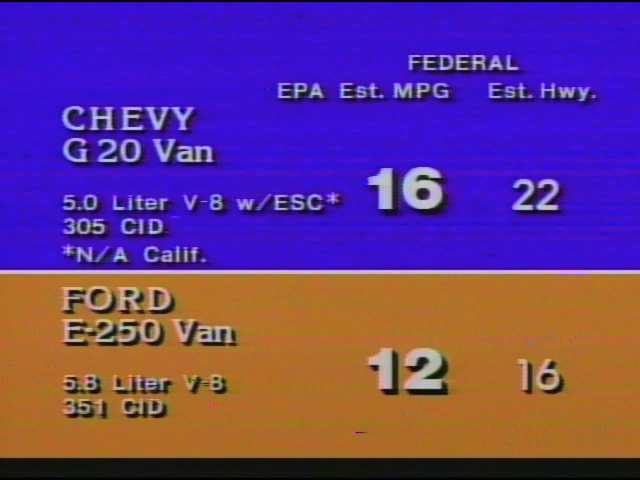 FEDERAL
EPA Est. MPG Est. Hwy.
CHEVY
G 20 Van
16 22
5.0 Liter V-8 w/ESC*
305 CID
*N/A Calif.
FORD
E-250 Van
12 16
5.8 Liter V-8
351 CID